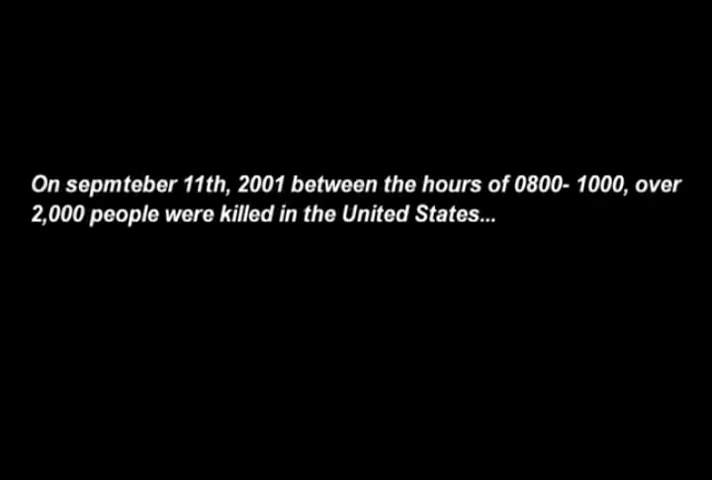 On sepmteber 11th, 2001 between the hours of 0800- 1000, over
2,000 people were killed in the United States...